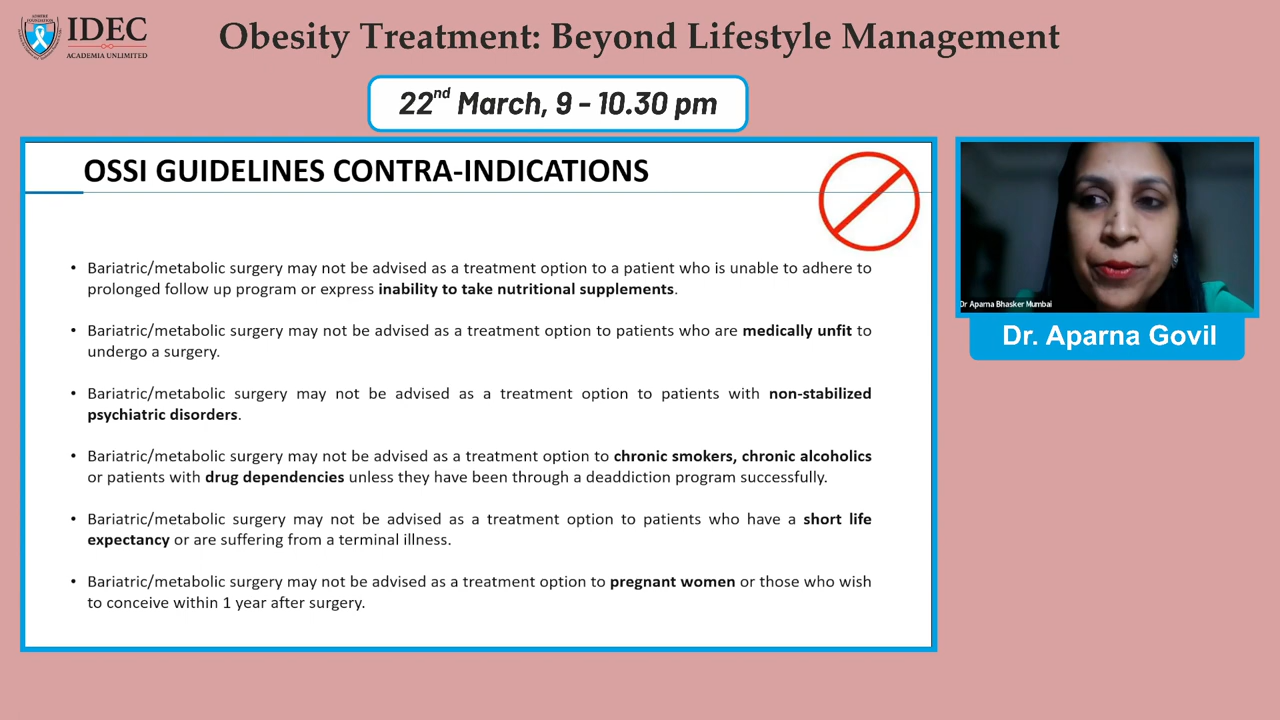 IDEC
ACADEMIA UNLIMITED
Obesity Treatment: Beyond Lifestyle Management
22nd March, 9 - 10.30 pm
OSSI GUIDELINES CONTRA-INDICATIONS
• Bariatric/metabolic surgery may not be advised as a treatment option to a patient who is unable to adhere to
prolonged follow up program or express inability to take nutritional supplements.
• Bariatric/metabolic surgery may not be advised as a treatment option to patients who are medically unfit to
undergo a surgery.
• Bariatric/metabolic surgery may not be advised as a treatment option to patients with non-stabilized
psychiatric disorders.
• Bariatric/metabolic surgery may not be advised as a treatment option to chronic smokers, chronic alcoholics
or patients with drug dependencies unless they have been through a deaddiction program successfully.
• Bariatric/metabolic surgery may not be advised as a treatment option to patients who have a short life
expectancy or are suffering from a terminal illness.
• Bariatric/metabolic surgery may not be advised as a treatment option to pregnant women or those who wish
to conceive within 1 year after surgery.
Dr Aparna Bhasker Mumbai
Dr. Aparna Govil